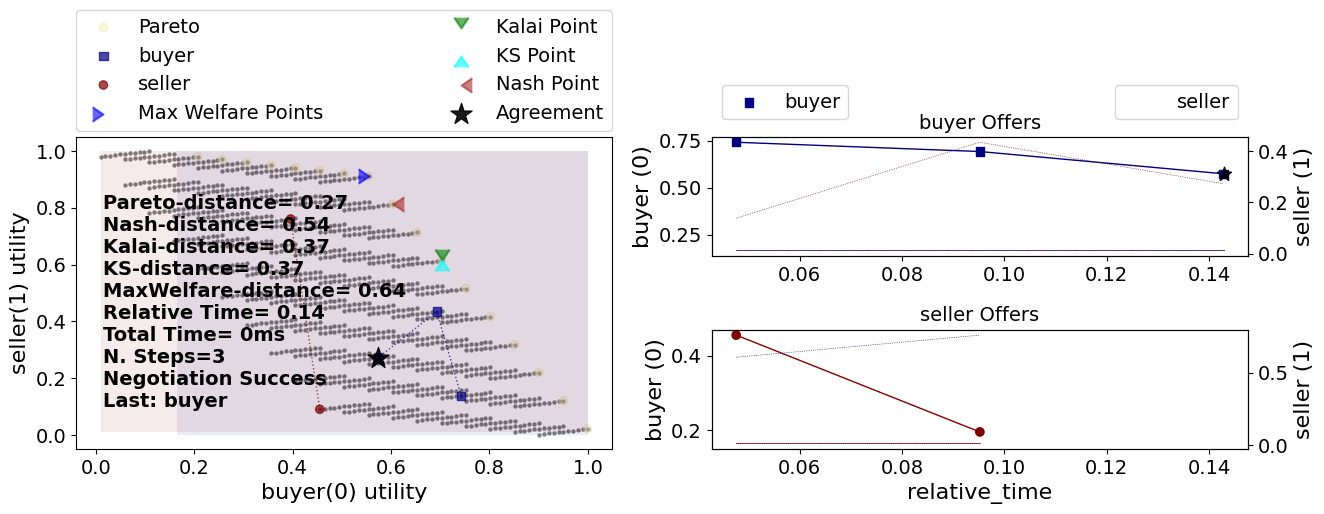 Pareto
buyer
seller
Max Welfare Points
Kalai Point
KS Point
Nash Point
Agreement
1.0
0.8
0.6
0.4
0.2
0.0
seller(1) utility
Pareto-distance= 0.27
Nash-distance= 0.54
Kalai-distance= 0.37
KS-distance= 0.37
MaxWelfare-distance= 0.64
Relative Time= 0.14
Total Time= 0ms
N. Steps=3
Negotiation Success
Last: buyer
0.0 0.2 0.4 0.6 0.8 1.0
buyer(0) utility
buyer
seller
buyer Offers
0.75
0.50
0.25
buyer (0)
0.4
0.2
0.0
seller (1)
0.06 0.08 0.10 0.12 0.14
seller Offers
0.4
0.2
buyer (0)
0.5
0.0
seller (1)
0.06 0.08 0.10 0.12 0.14
relative_time